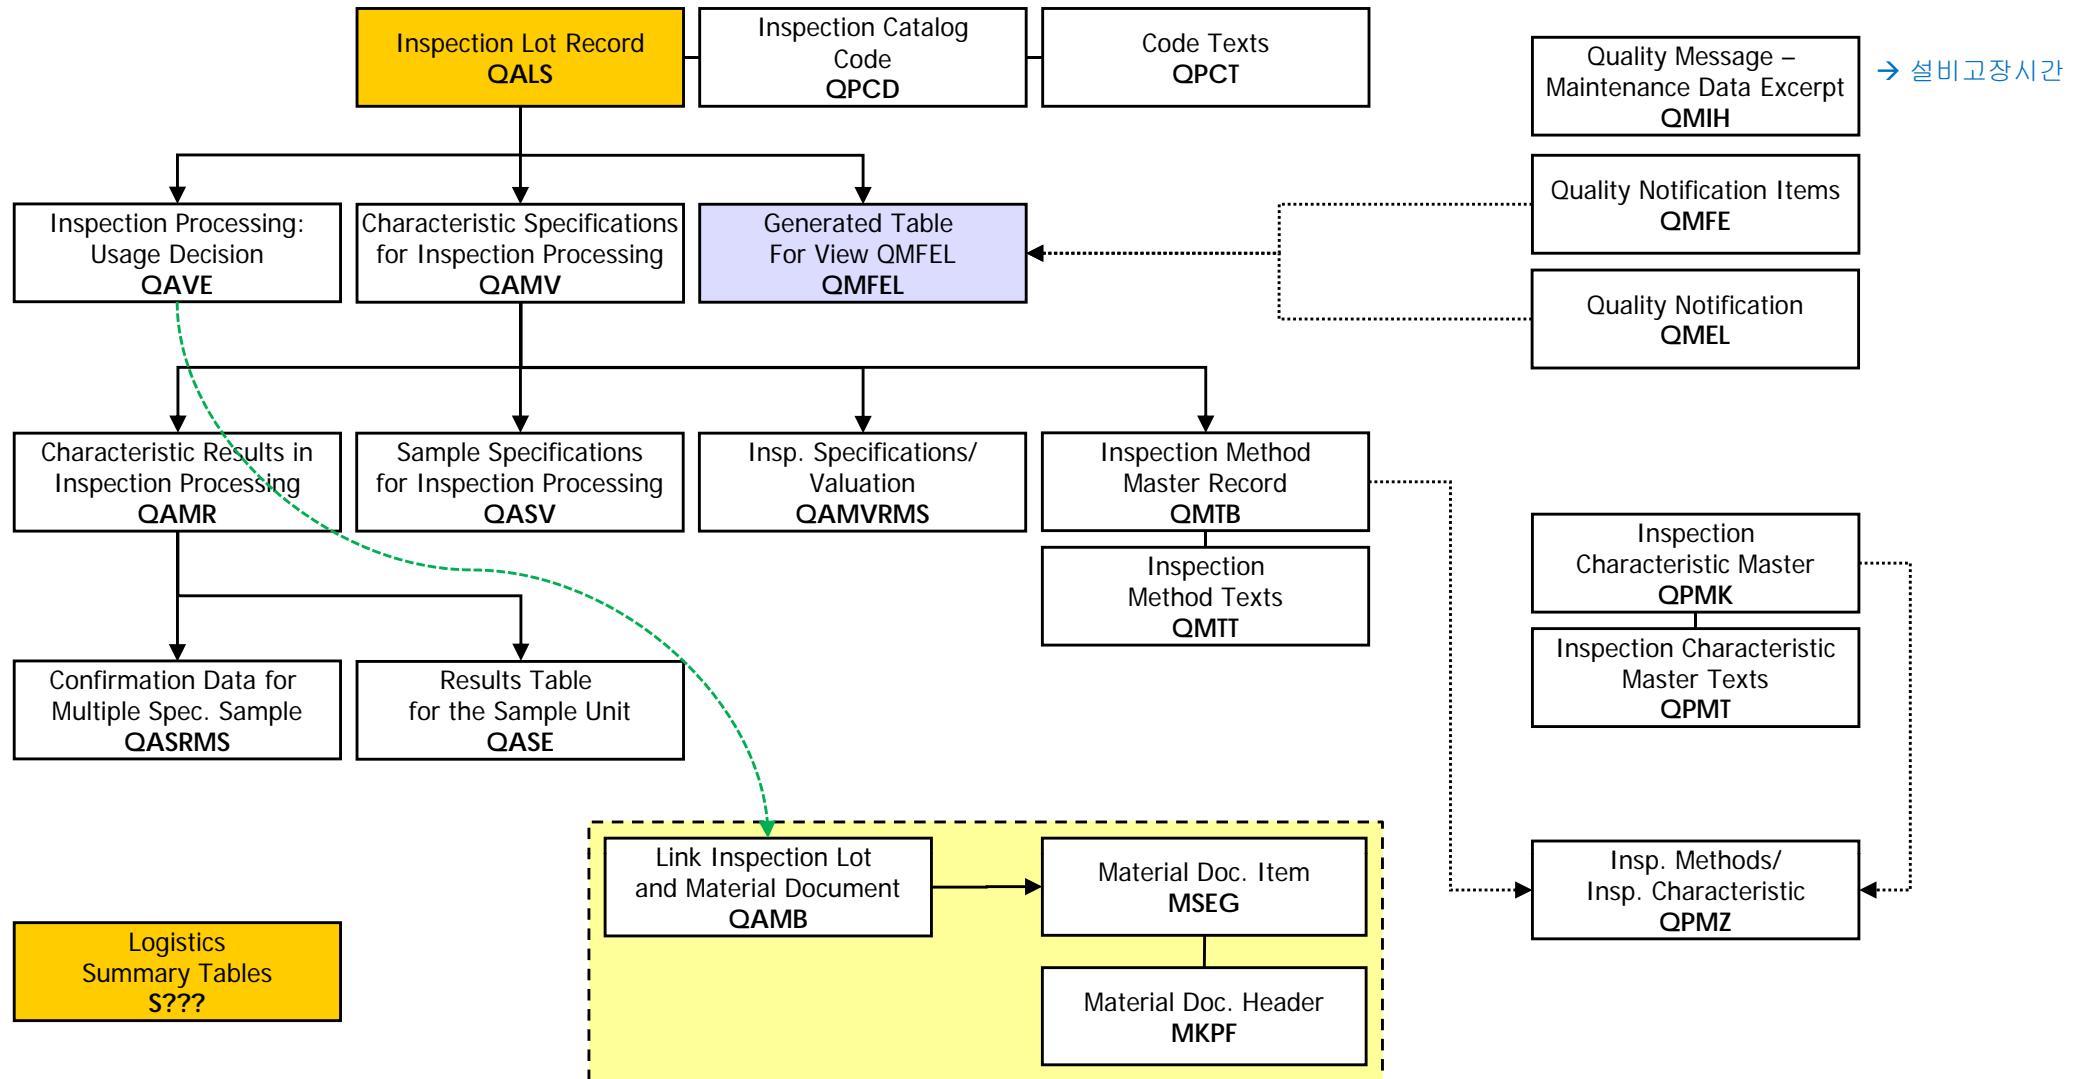 Inspection Lot Record
QALS
Inspection Catalog
Code
QPCD
Code Texts
QPCT
Quality Message –
Maintenance Data Excerpt
QMIH
→ 설비고장시간
Inspection Processing:
Usage Decision
QAVE
Characteristic Specifications
for Inspection Processing
QAMV
Generated Table
For View QMFEL
QMFEL
Quality Notification Items
QMFE
Quality Notification
QMEL
Characteristic Results in
Inspection Processing
QAMR
Sample Specifications
for Inspection Processing
QASV
Insp. Specifications/
Valuation
QAMVRMS
Inspection Method
Master Record
QMTB
Inspection
Method Texts
QMTT
Inspection
Characteristic Master
QPMK
Inspection Characteristic
Master Texts
QPMT
Confirmation Data for
Multiple Spec. Sample
QASRMS
Results Table
for the Sample Unit
QASE
Link Inspection Lot
and Material Document
QAMB
Material Doc. Item
MSEG
Insp. Methods/
Insp. Characteristic
QPMZ
Logistics
Summary Tables
S???
Material Doc. Header
MKPF